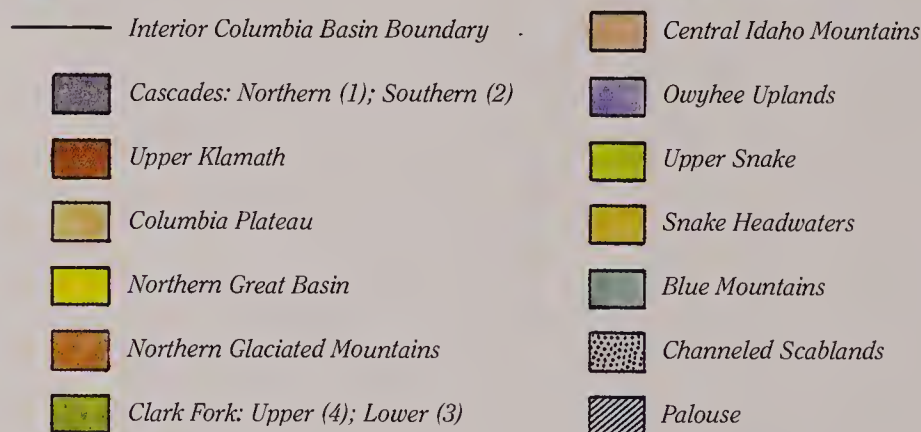 Interior Columbia Basin Boundary
Cascades: Northern (1); Southern (2)
Upper Klamath
Columbia Plateau
Northern Great Basin
Northern Glaciated Mountains
Clark Fork: Upper (4); Lower (3)
Central Idaho Mountains
Owyhee Uplands
Upper Snake
Snake Headwaters
Blue Mountains
Channeled Scablands
Palouse